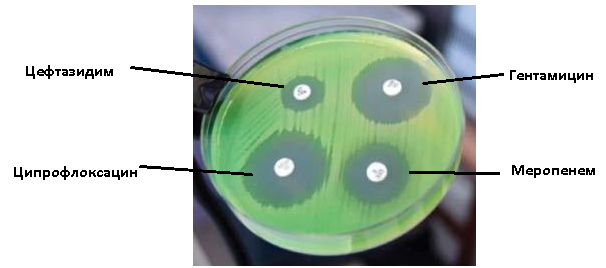 Цефтазидим
Гентамицин
Ципрофлоксацин
Меропенем